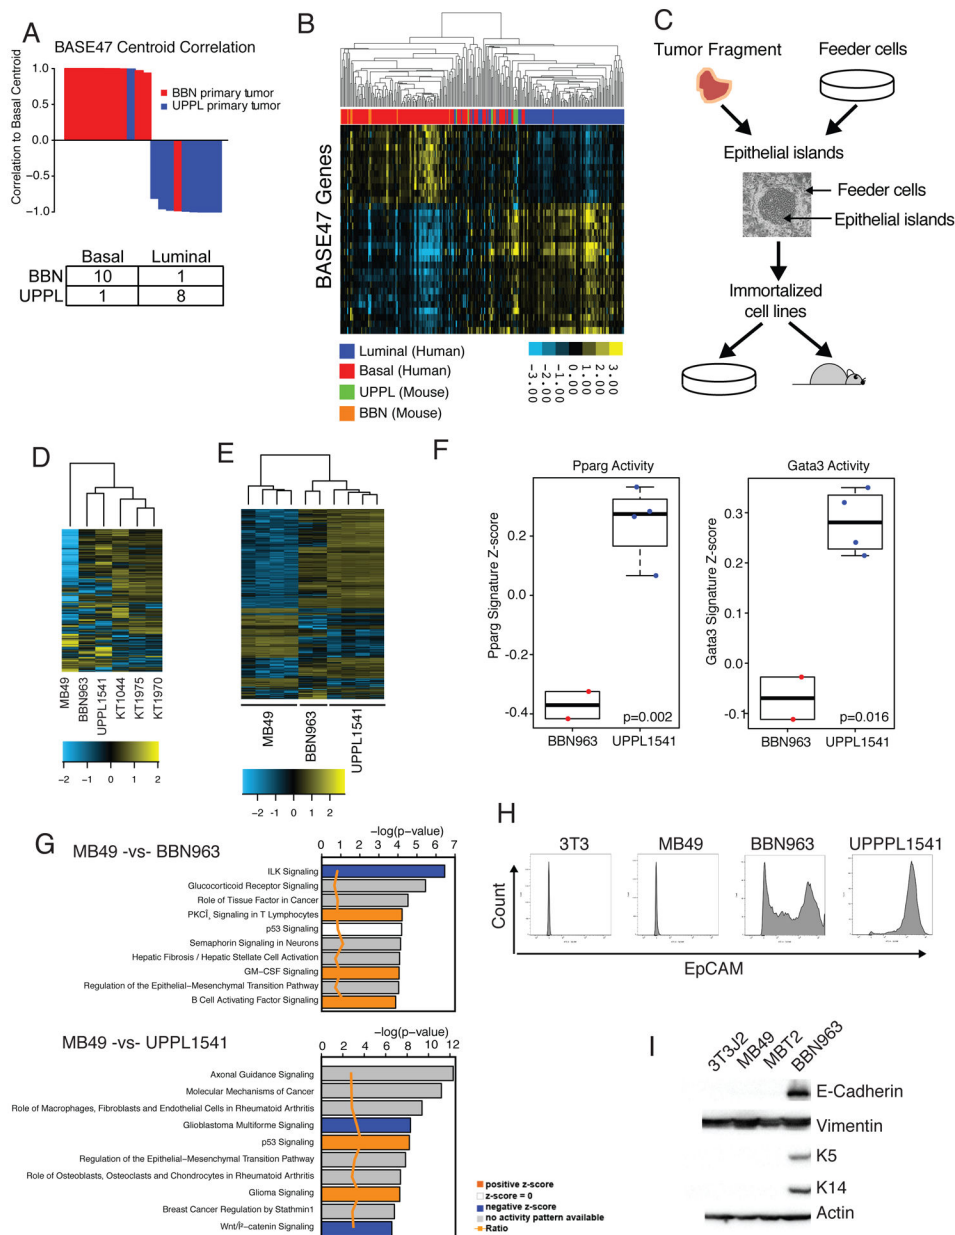 A
BASE47 Centroid Correlation
Correlation to Basal Centroid
1.0
0.5
0.0
−0.5
−1.0
BBN primary tumor
UPPL primary tumor
Basal Luminal
BBN 10 1
UPPL 1 8
B
BASE47 Genes
Luminal (Human)
Basal (Human)
UPPL (Mouse)
BBN (Mouse)
-3.00
-2.00
-1.00
0.00
1.00
2.00
3.00
C
Tumor Fragment
Feeder cells
Epithelial islands
Feeder cells
Epithelial islands
Immortalized
cell lines
D
MB49
BBN963
UPPL1541
KT1044
KT1975
KT1970
−2 −1 0 1 2
E
MB49
BBN963
UPPL1541
−2 −1 0 1 2
F
Pparg Activity
Pparg Signature Z-score
0.2
0.0
-0.2
-0.4
p=0.002
BBN963 UPPL1541
Gata3 Activity
Gata3 Signature Z-score
0.3
0.2
0.1
0.0
-0.1
p=0.016
BBN963 UPPL1541
G
MB49 -vs- BBN963
−log(p−value)
0 1 2 3 4 5 6 7
ILK Signaling
Glucocorticoid Receptor Signaling
Role of Tissue Factor in Cancer
PKCÎ¸ Signaling in T Lymphocytes
p53 Signaling
Semaphorin Signaling in Neurons
Hepatic Fibrosis / Hepatic Stellate Cell Activation
GM−CSF Signaling
Regulation of the Epithelial−Mesenchymal Transition Pathway
B Cell Activating Factor Signaling
MB49 -vs- UPPL1541
−log(p−value)
0 2 4 6 8 10 12
Axonal Guidance Signaling
Molecular Mechanisms of Cancer
Role of Macrophages, Fibroblasts and Endothelial Cells in Rheumatoid Arthritis
Glioblastoma Multiforme Signaling
p53 Signaling
Regulation of the Epithelial−Mesenchymal Transition Pathway
Role of Osteoblasts, Osteoclasts and Chondrocytes in Rheumatoid Arthritis
Glioma Signaling
Breast Cancer Regulation by Stathmin1
Wnt/Î²−catenin Signaling
positive z-score
z-score = 0
negative z-score
no activity pattern available
Ratio
H
3T3 MB49 BBN963 UPPPL1541
Count
EpCAM
I
3T3J2
MB49
MBT2
BBN963
E-Cadherin
Vimentin
K5
K14
Actin